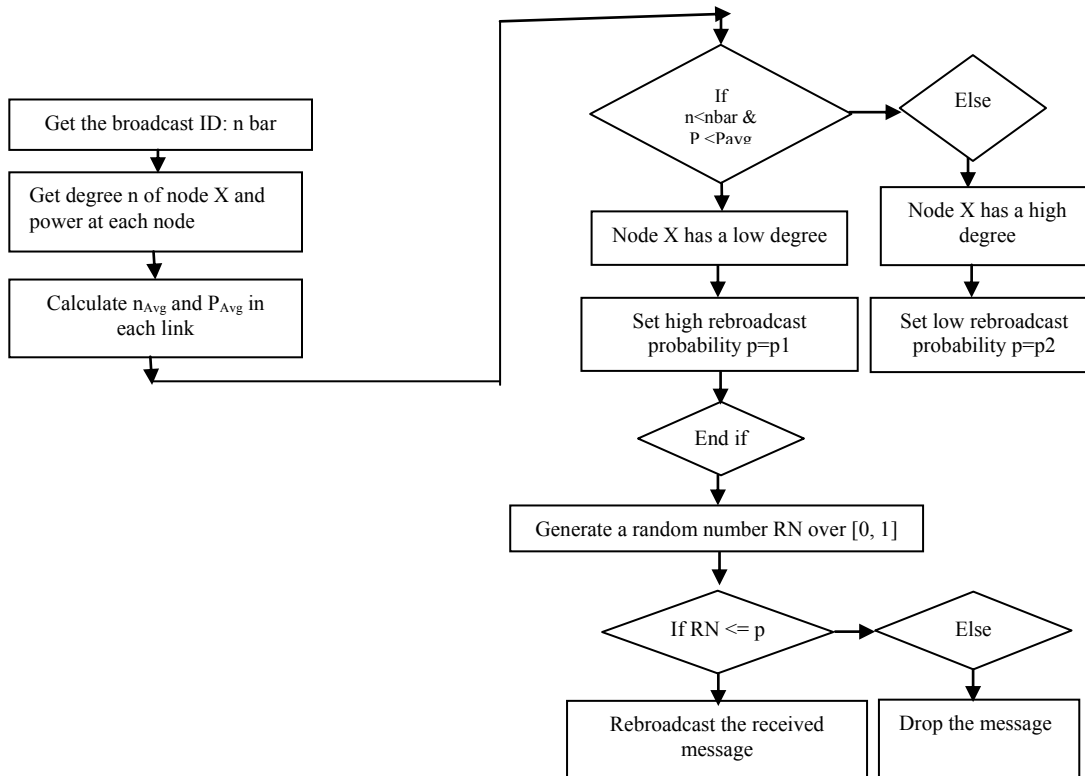 Get the broadcast ID: n bar
Get degree n of node X and
power at each node
Calculate nAvg and PAvg in
each link
If
n<nbar &
P <Pavg
Else
Node X has a low degree
Node X has a high
degree
Set high rebroadcast
probability p=p1
Set low rebroadcast
probability p=p2
End if
Generate a random number RN over [0, 1]
If RN <= p
Else
Rebroadcast the received
message
Drop the message